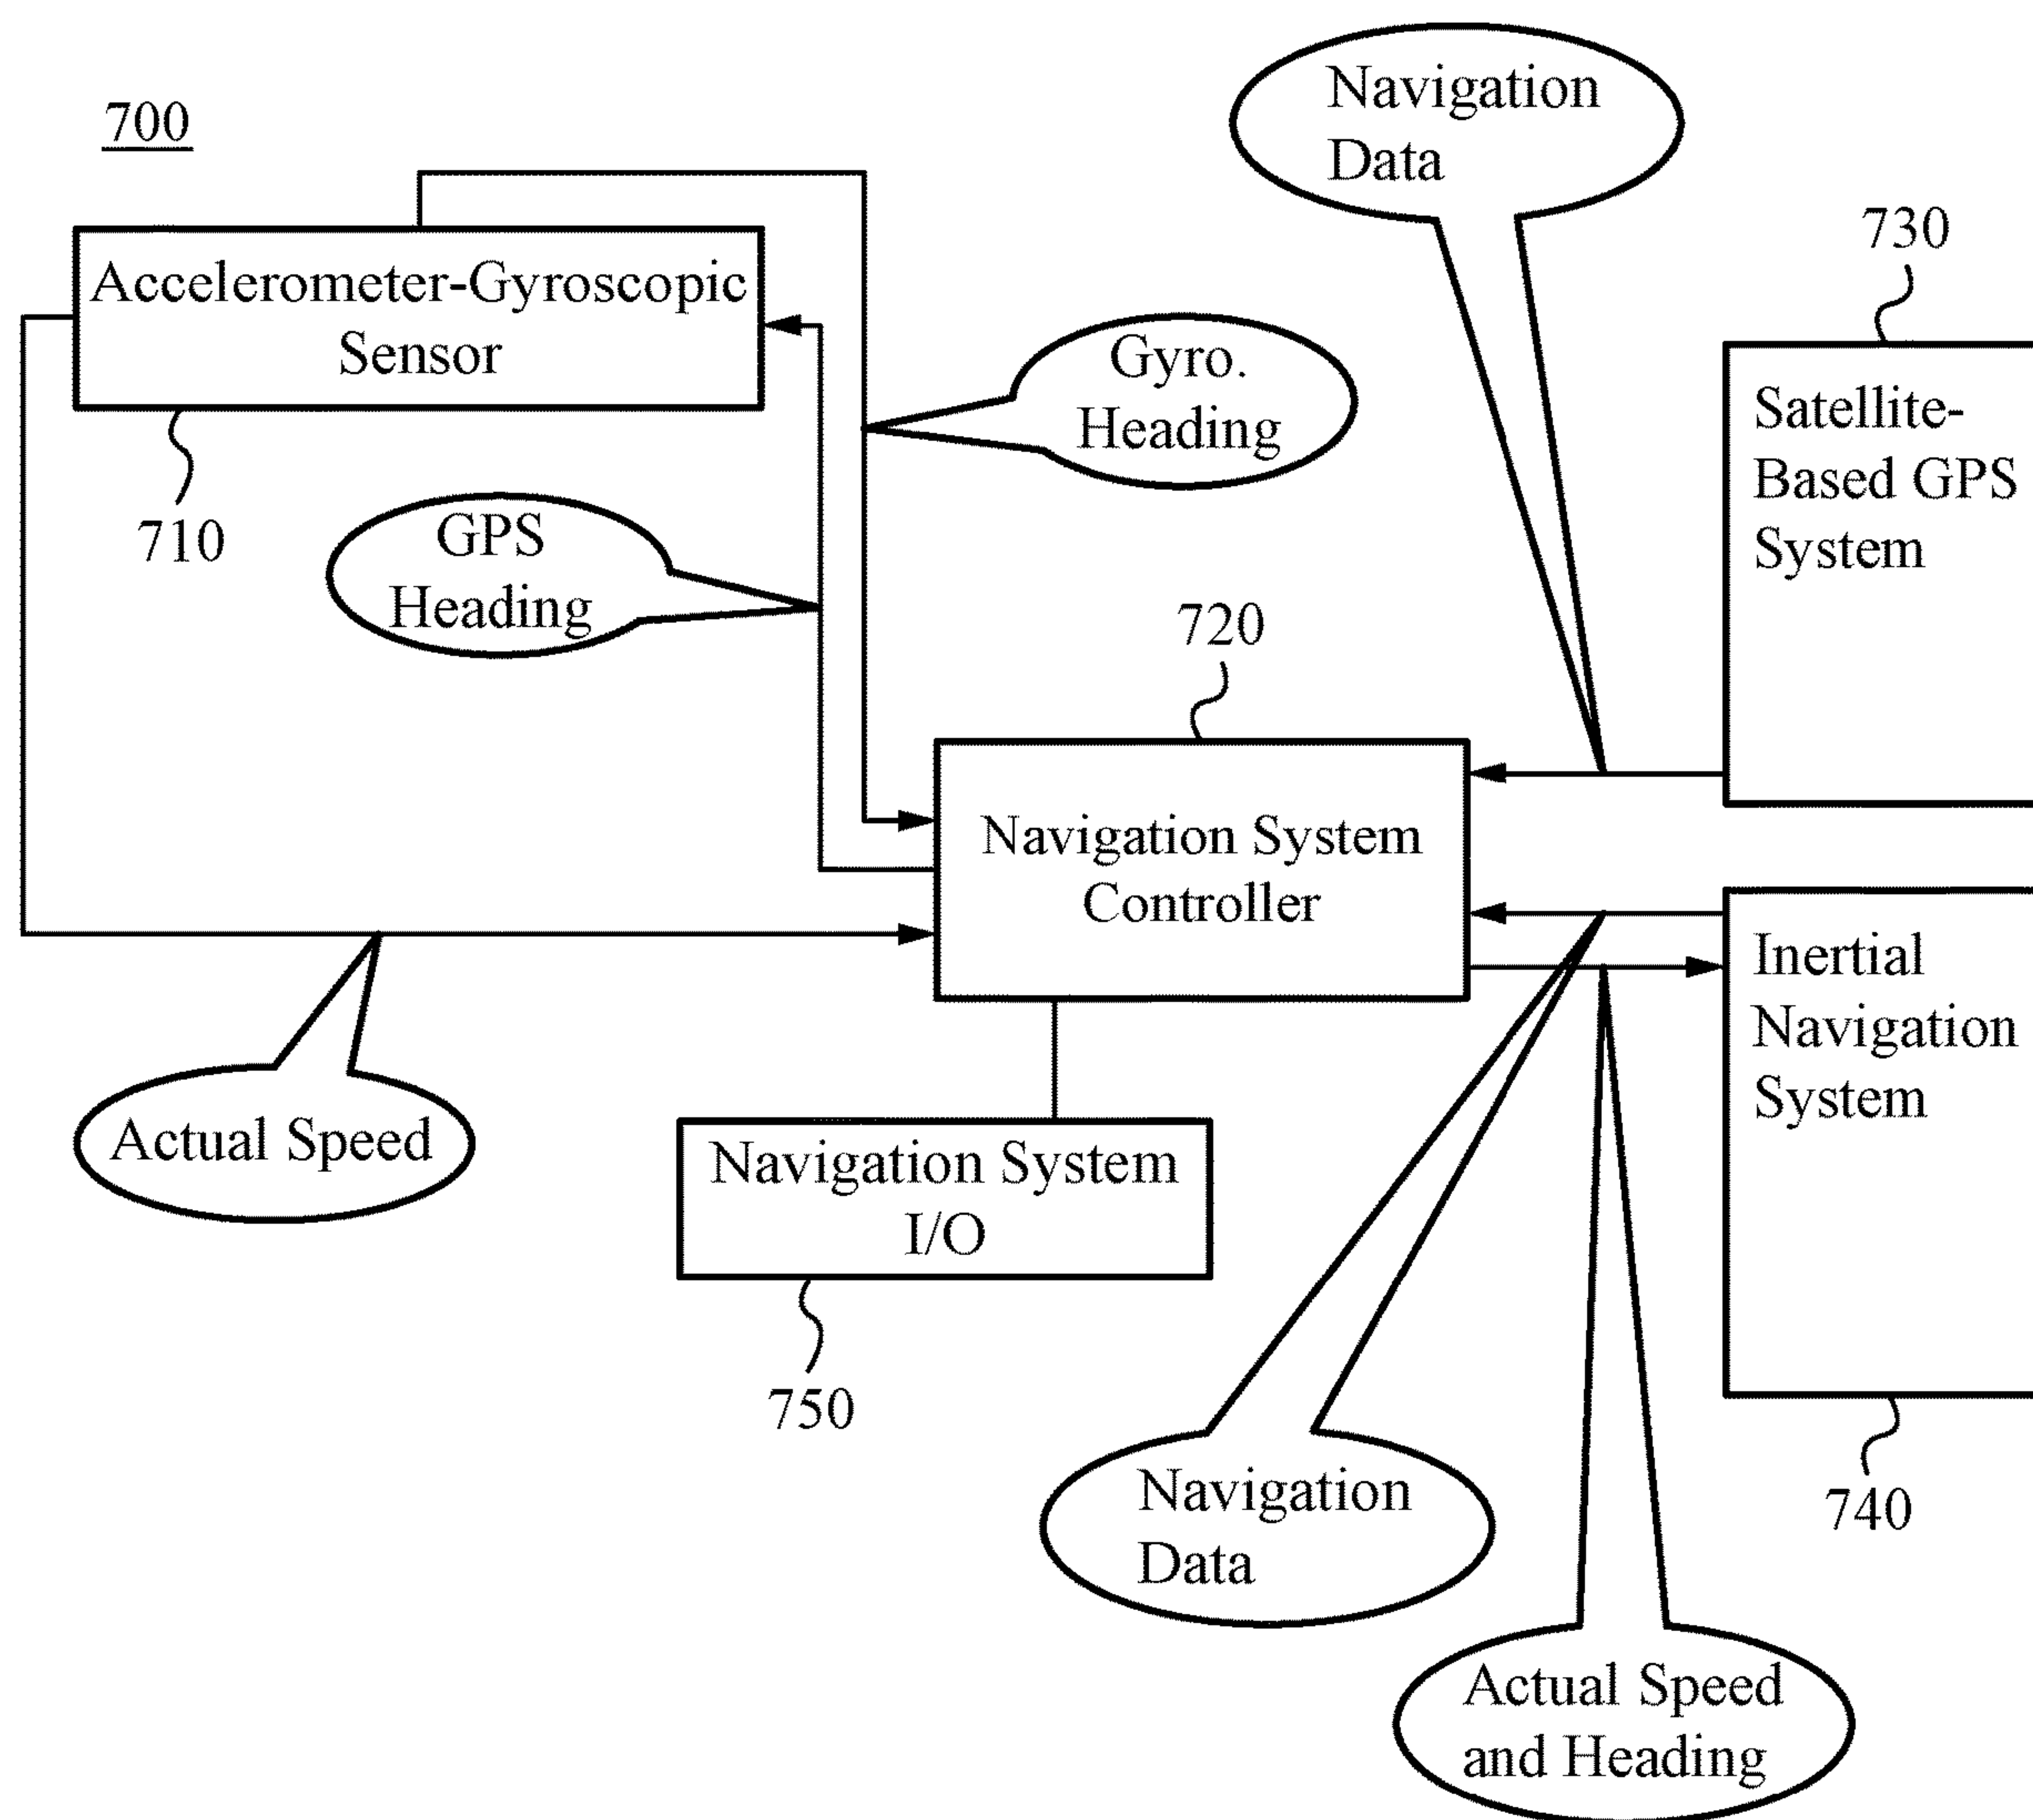 700
Navigation
Data
730
Accelerometer-Gyroscopic
Sensor
Gyro.
Heading
Satellite-
Based GPS
System
710
GPS
Heading
720
Navigation System
Controller
Inertial
Navigation
System
Actual Speed
Navigation System
I/O
750
Navigation
Data
740
Actual Speed
and Heading